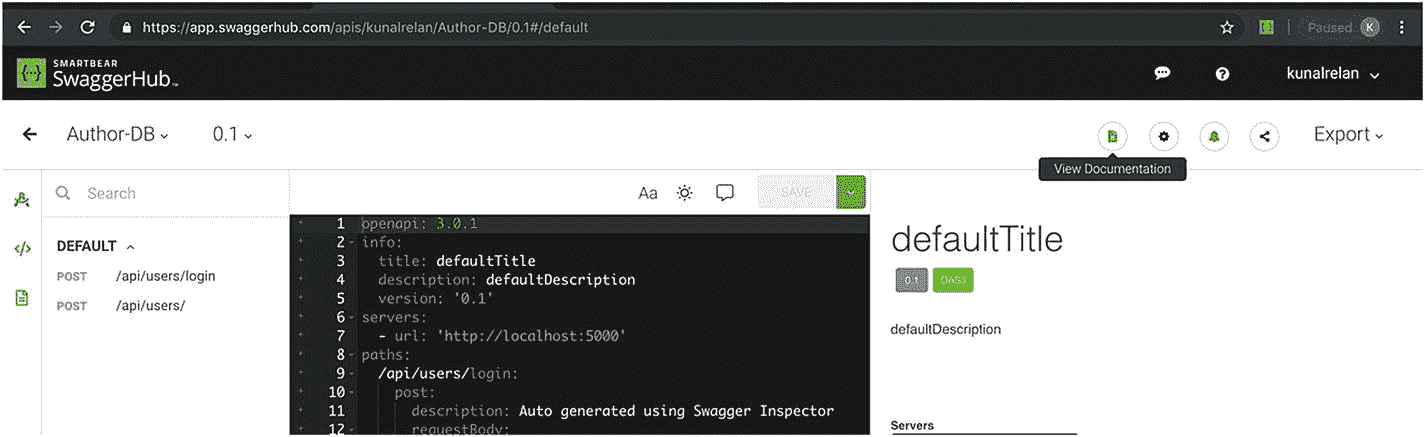 https://app.swaggerhub.com/apis/kunalrelan/Author-DB/0.1#/default
Paused K
SMARTBEAR
SwaggerHub™
kunalrelan
Author-DB 0.1 Export
View Documentation
Search Aa SAVE
DEFAULT
POST /api/users/login
POST /api/users/
1 openapi: 3.0.1
2 info:
3 title: defaultTitle
4 description: defaultDescription
5 version: '0.1'
6 servers:
7 - url: 'http://localhost:5000'
8 paths:
9 /api/users/login:
10 post:
11 description: Auto generated using Swagger Inspector
12 requestBody:
defaultTitle
0.1 OAS3
defaultDescription
Servers